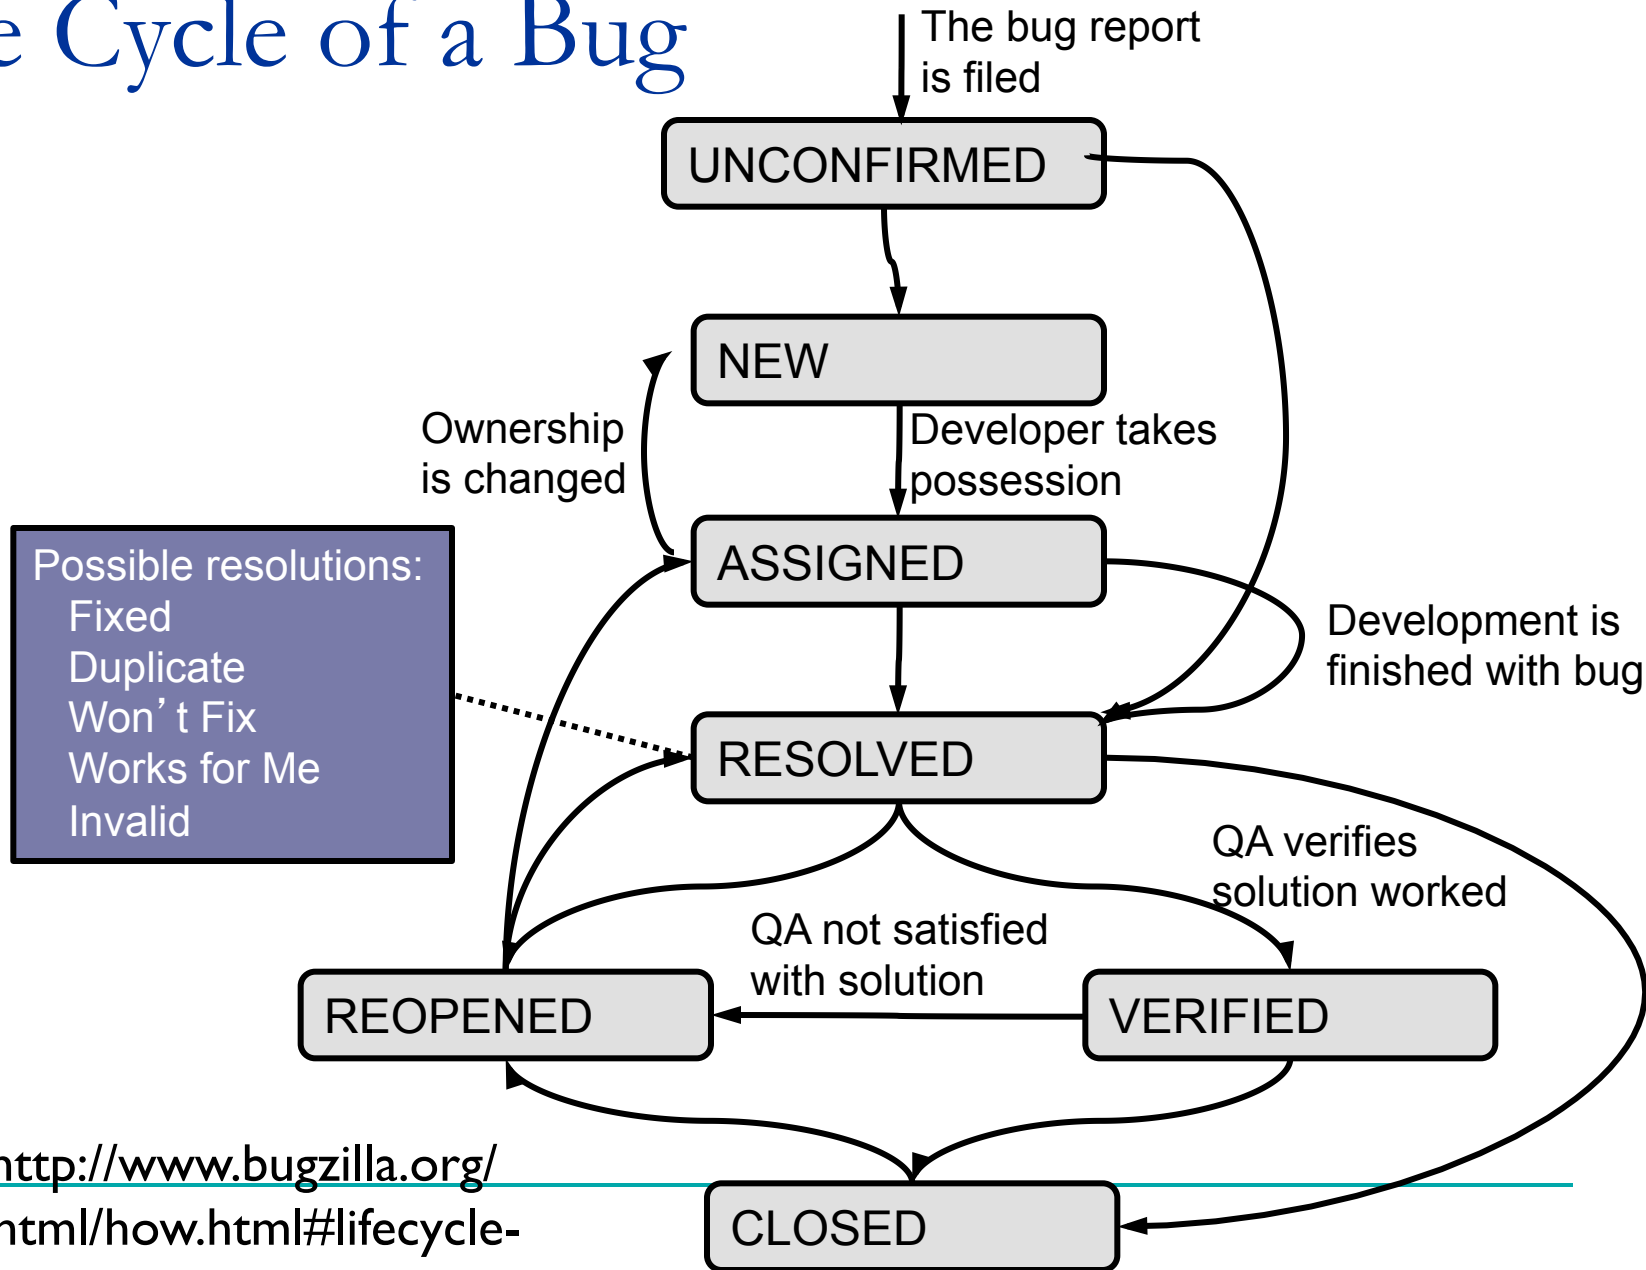 e Cycle of a Bug
The bug report
is filed
UNCONFIRMED
NEW
Ownership
is changed
Developer takes
possession
ASSIGNED
Possible resolutions:
Fixed
Duplicate
Won’t Fix
Works for Me
Invalid
Development is
finished with bug
RESOLVED
QA verifies
solution worked
QA not satisfied
with solution
REOPENED
VERIFIED
http://www.bugzilla.org/
html/how.html#lifecycle-
CLOSED